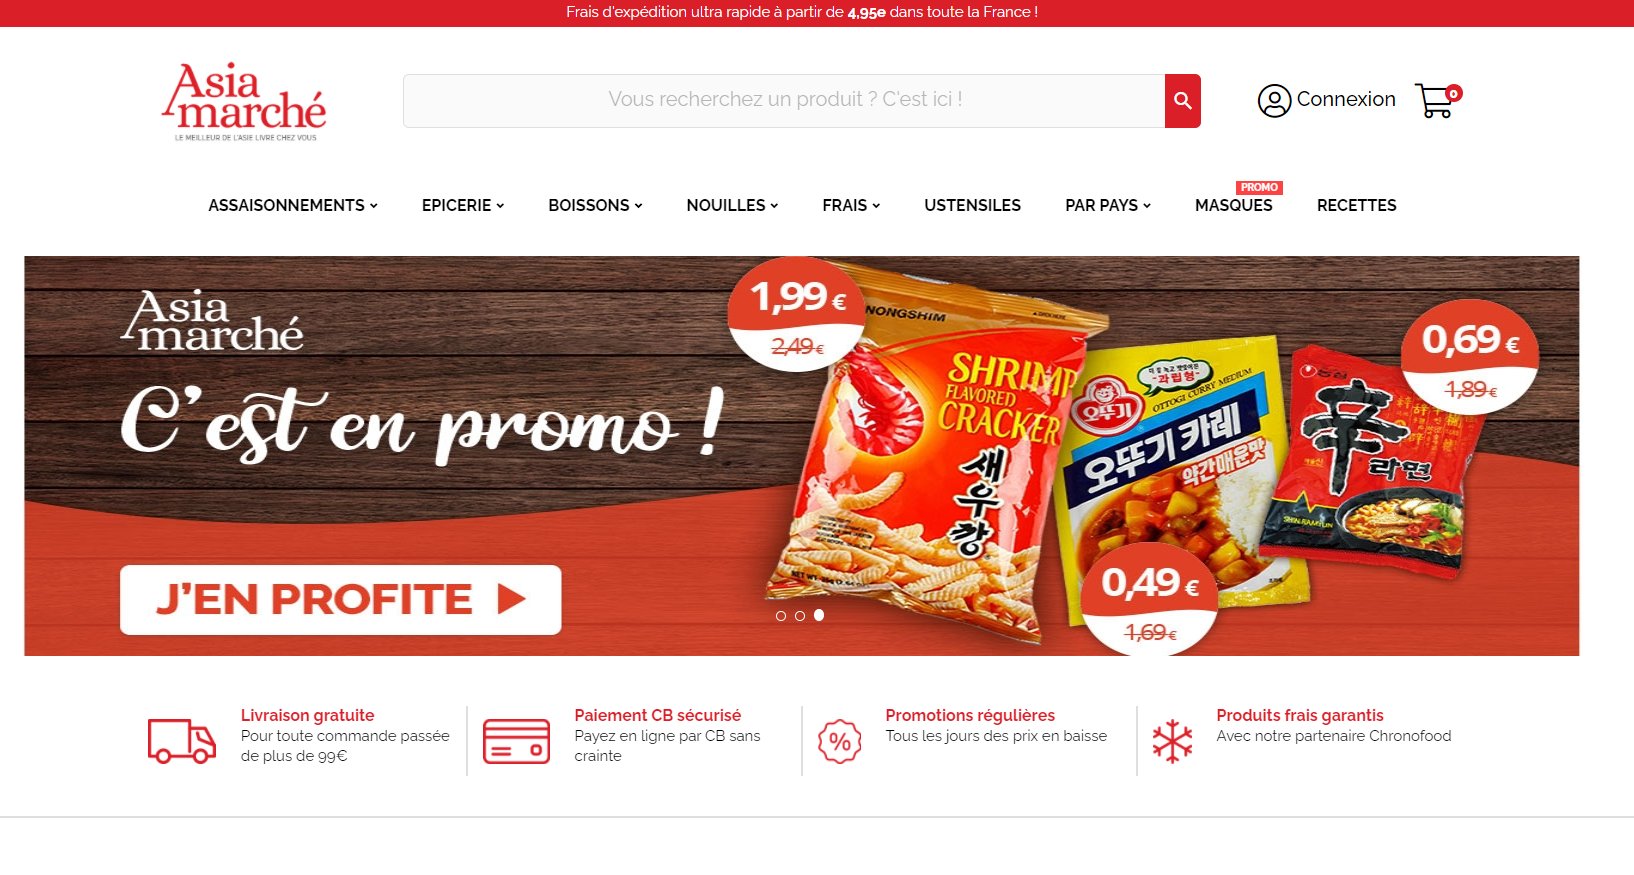 Frais d'expédition ultra rapide à partir de 4,95e dans toute la France !
Asia
marché
LE MEILLEUR DE L'ASIE LIVRE CHEZ VOUS
Vous recherchez un produit ? C'est ici !
Connexion
0
PROMO
ASSAISONNEMENTS
EPICERIE
BOISSONS
NOUILLES
FRAIS
USTENSILES
PAR PAYS
MASQUES
RECETTES
Asia
marché
C'est en promo !
J'EN PROFITE
1,99 €
2,49 €
NONGSHIM
SHRIMP
FLAVORED
CRACKER
새우깡
과립형
오뚜기
OTTOGI CURRY MEDIUM
오뚜기 카레
약간매운맛
0,49 €
1,69 €
농심
辛
라면
SHIN RAMYUN
0,69 €
1,89 €
Livraison gratuite
Pour toute commande passée
de plus de 99€
Paiement CB sécurisé
Payez en ligne par CB sans
crainte
%
Promotions régulières
Tous les jours des prix en baisse
Produits frais garantis
Avec notre partenaire Chronofood